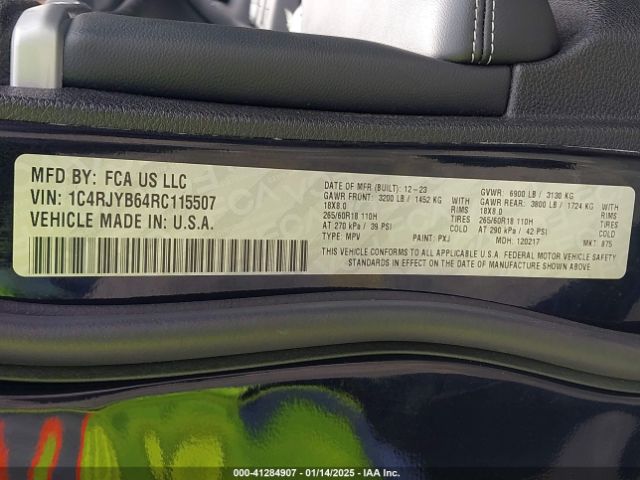 MFD BY: FCA US LLC
VIN: 1C4RJYB64RC115507
VEHICLE MADE IN: U.S.A.
DATE OF MFR (BUILT): 12-23 GVWR: 6900 LB / 3130 KG
GAWR FRONT: 3200 LB / 1452 KG GAWR REAR: 3800 LB / 1724 KG
18X8.0 RIMS 18X8.0 RIMS
265/60R18 110H TIRES 265/60R18 110H TIRES
AT 270 kPa / 39 PSI COLD AT 290 kPa / 42 PSI COLD
TYPE: MPV PAINT: PXJ MDH: 120217 MKT: 875
THIS VEHICLE CONFORMS TO ALL APPLICABLE U.S.A. FEDERAL MOTOR VEHICLE SAFETY
STANDARDS IN EFFECT ON THE DATE OF MANUFACTURE SHOWN ABOVE
STOCK#: 41284907 | 01/14/2025 | IAA Inc.